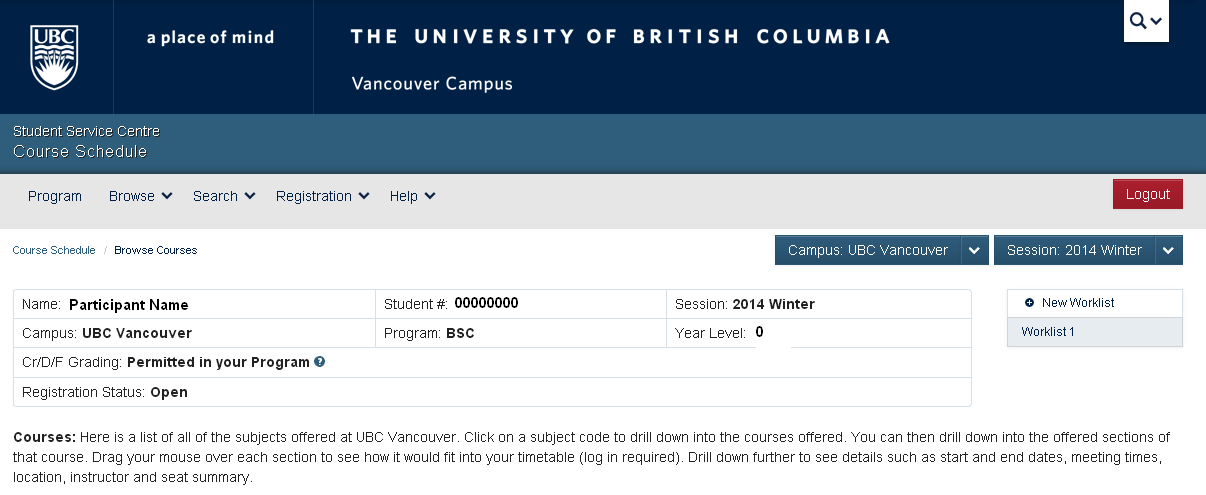 UBC
a place of mind
THE UNIVERSITY OF BRITISH COLUMBIA
Vancouver Campus
Student Service Centre
Course Schedule
Program Browse Search Registration Help Logout
Course Schedule / Browse Courses
Campus: UBC Vancouver Session: 2014 Winter
Name: Participant Name Student #: 00000000 Session: 2014 Winter
Campus: UBC Vancouver Program: BSC Year Level: 0
Cr/D/F Grading: Permitted in your Program ?
Registration Status: Open
New Worklist
Worklist 1
Courses: Here is a list of all of the subjects offered at UBC Vancouver. Click on a subject code to drill down into the courses offered. You can then drill down into the offered sections of
that course. Drag your mouse over each section to see how it would fit into your timetable (log in required). Drill down further to see details such as start and end dates, meeting times,
location, instructor and seat summary.